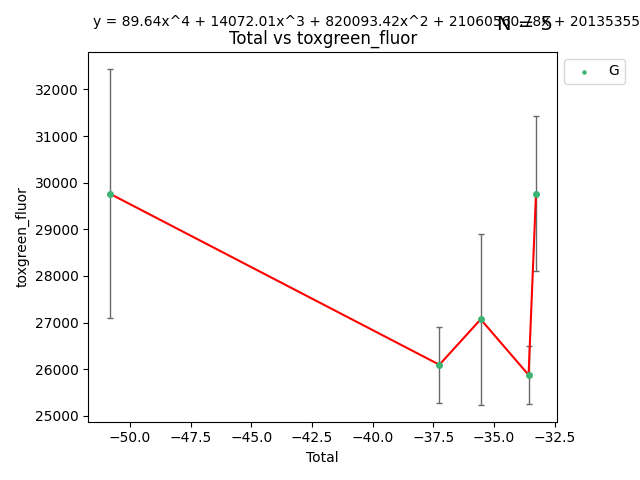 y = 89.64x^4 + 14072.01x^3 + 820093.42x^2 + + 20135355
N = 5
Total vs toxgreen_fluor
G
32000
31000
30000
29000
28000
27000
26000
25000
toxgreen_fluor
−50.0 −47.5 −45.0 −42.5 −40.0 −37.5 −35.0 −32.5
Total